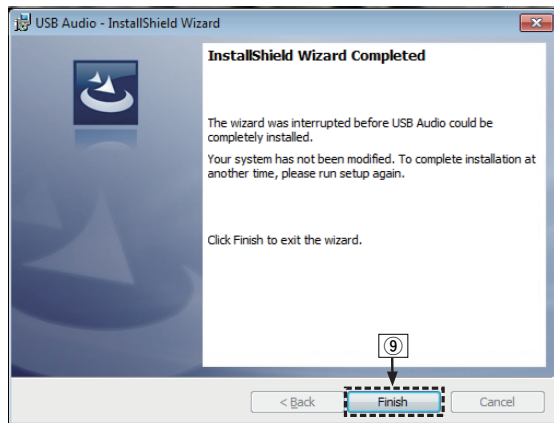 USB Audio - InstallShield Wizard
InstallShield Wizard Completed
The wizard was interrupted before USB Audio could be
completely installed.
Your system has not been modified. To complete installation at
another time, please run setup again.
Click Finish to exit the wizard.
⑨
< Back Finish Cancel